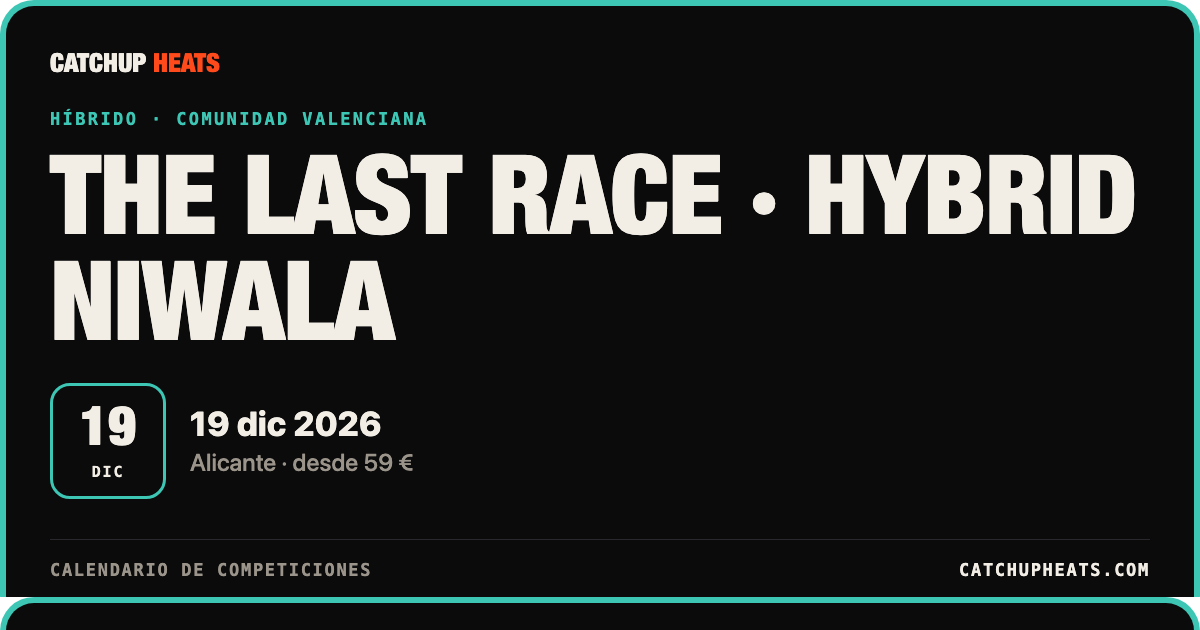 CATCHUP HEATS
HÍBRIDO · COMUNIDAD VALENCIANA
THE LAST RACE · HYBRID
NIWALA
19
DIC
19 dic 2026
Alicante · desde 59 €
CALENDARIO DE COMPETICIONES
CATCHUPHEATS.COM